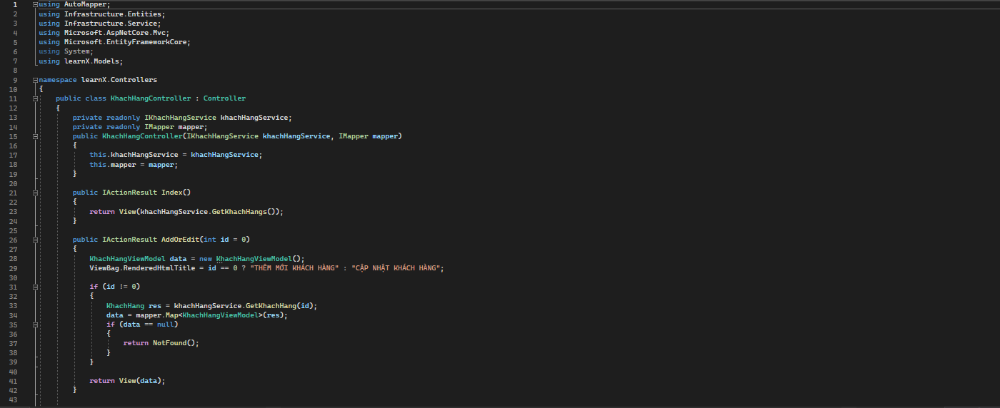 1 using AutoMapper;
2 using Infrastructure.Entities;
3 using Infrastructure.Service;
4 using Microsoft.AspNetCore.Mvc;
5 using Microsoft.EntityFrameworkCore;
6 using System;
7 using learnX.Models;
8
9 namespace learnX.Controllers
10 {
11 public class KhachHangController : Controller
12 {
13 private readonly IKhachHangService khachHangService;
14 private readonly IMapper mapper;
15 public KhachHangController(IKhachHangService khachHangService, IMapper mapper)
16 {
17 this.khachHangService = khachHangService;
18 this.mapper = mapper;
19 }
20
21 public IActionResult Index()
22 {
23 return View(khachHangService.GetKhachHangs());
24 }
25
26 public IActionResult AddOrEdit(int id = 0)
27 {
28 KhachHangViewModel data = new KhachHangViewModel();
29 ViewBag.RenderedHtmlTitle = id == 0 ? "THÊM MỚI KHÁCH HÀNG" : "CẬP NHẬT KHÁCH HÀNG";
30
31 if (id != 0)
32 {
33 KhachHang res = khachHangService.GetKhachHang(id);
34 data = mapper.Map<KhachHangViewModel>(res);
35 if (data == null)
36 {
37 return NotFound();
38 }
39 }
40
41 return View(data);
42 }
43